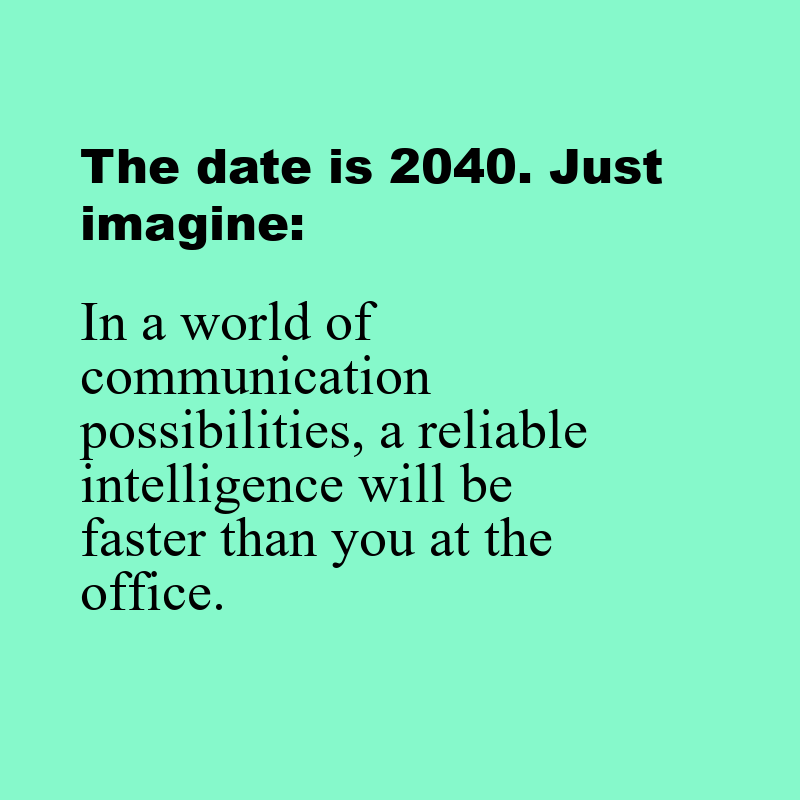 The date is 2040. Just
imagine:
In a world of
communication
possibilities, a reliable
intelligence will be
faster than you at the
office.